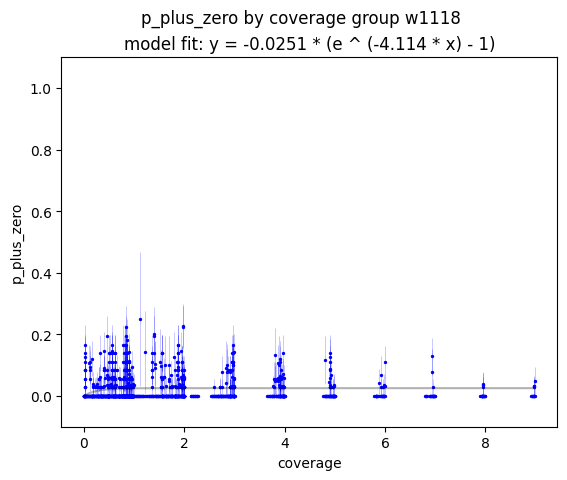 p_plus_zero by coverage group w1118
model fit: y = -0.0251 * (e ^ (-4.114 * x) - 1)
1.0
0.8
0.6
0.4
0.2
0.0
p_plus_zero
0 2 4 6 8
coverage